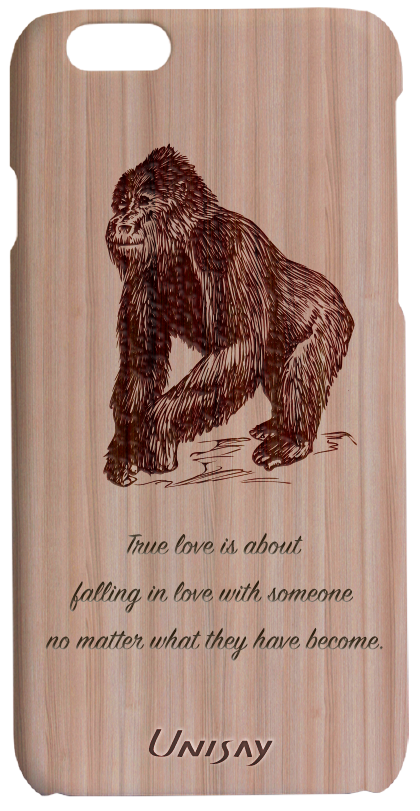 True love is about
falling in love with someone
no matter what they have become.
UNISAY